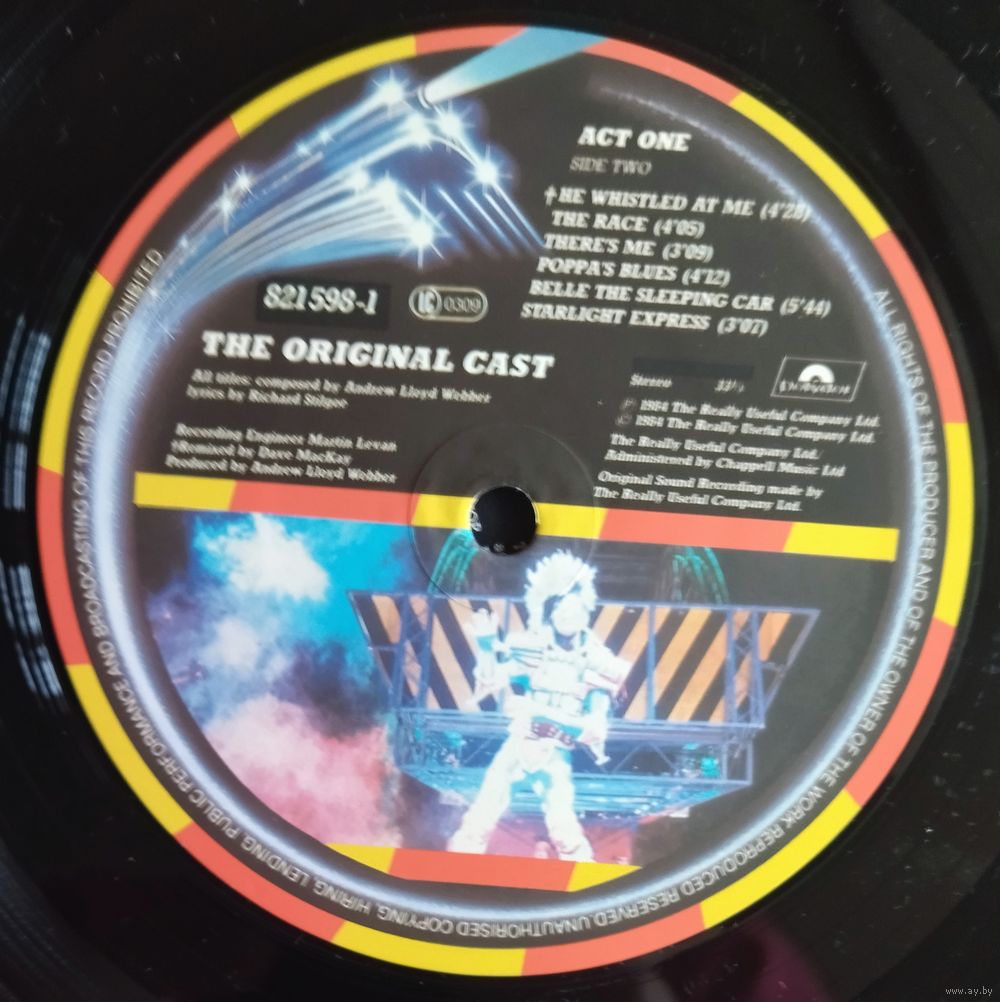 ACT ONE
SIDE TWO
†HE WHISTLED AT ME (4'28)
THE RACE (4'05)
THERE'S ME (3'09)
POPPA'S BLUES (4'12)
BELLE THE SLEEPING CAR (5'44)
STARLIGHT EXPRESS (3'07)
821 598-1
LC 0309
THE ORIGINAL CAST
All titles: composed by Andrew Lloyd Webber
lyrics by Richard Stilgoe
Recording Engineer Martin Levan
†Remixed by Dave MacKay
Produced by Andrew Lloyd Webber
Stereo 33⅓
Polydor
℗ 1984 The Really Useful Company Ltd.
© 1984 The Really Useful Company Ltd.
The Really Useful Company Ltd./
Administered by Chappell Music Ltd
Original Sound Recording made by
The Really Useful Company Ltd.
ALL RIGHTS OF THE PRODUCER AND OF THE OWNER OF THE WORK REPRODUCED RESERVED. UNAUTHORISED COPYING, HIRING, LENDING, PUBLIC PERFORMANCE AND BROADCASTING OF THIS RECORD PROHIBITED
www.ay.by